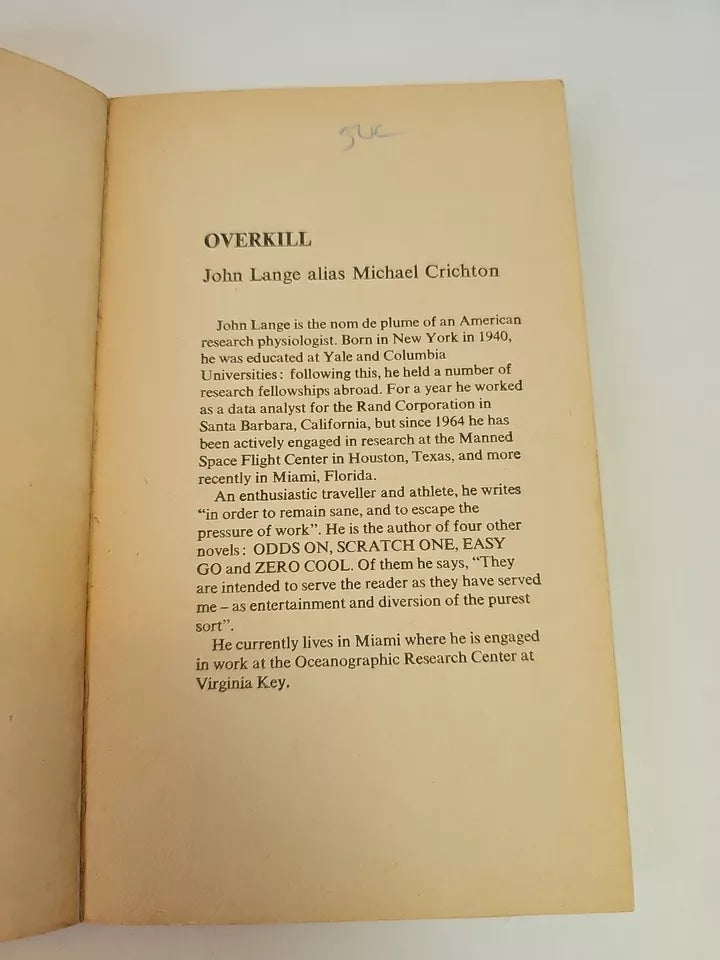 OVERKILL
John Lange alias Michael Crichton
John Lange is the nom de plume of an American
research physiologist. Born in New York in 1940,
he was educated at Yale and Columbia
Universities: following this, he held a number of
research fellowships abroad. For a year he worked
as a data analyst for the Rand Corporation in
Santa Barbara, California, but since 1964 he has
been actively engaged in research at the Manned
Space Flight Center in Houston, Texas, and more
recently in Miami, Florida.
An enthusiastic traveller and athlete, he writes
“in order to remain sane, and to escape the
pressure of work”. He is the author of four other
novels: ODDS ON, SCRATCH ONE, EASY
GO and ZERO COOL. Of them he says, “They
are intended to serve the reader as they have served
me – as entertainment and diversion of the purest
sort”.
He currently lives in Miami where he is engaged
in work at the Oceanographic Research Center at
Virginia Key.